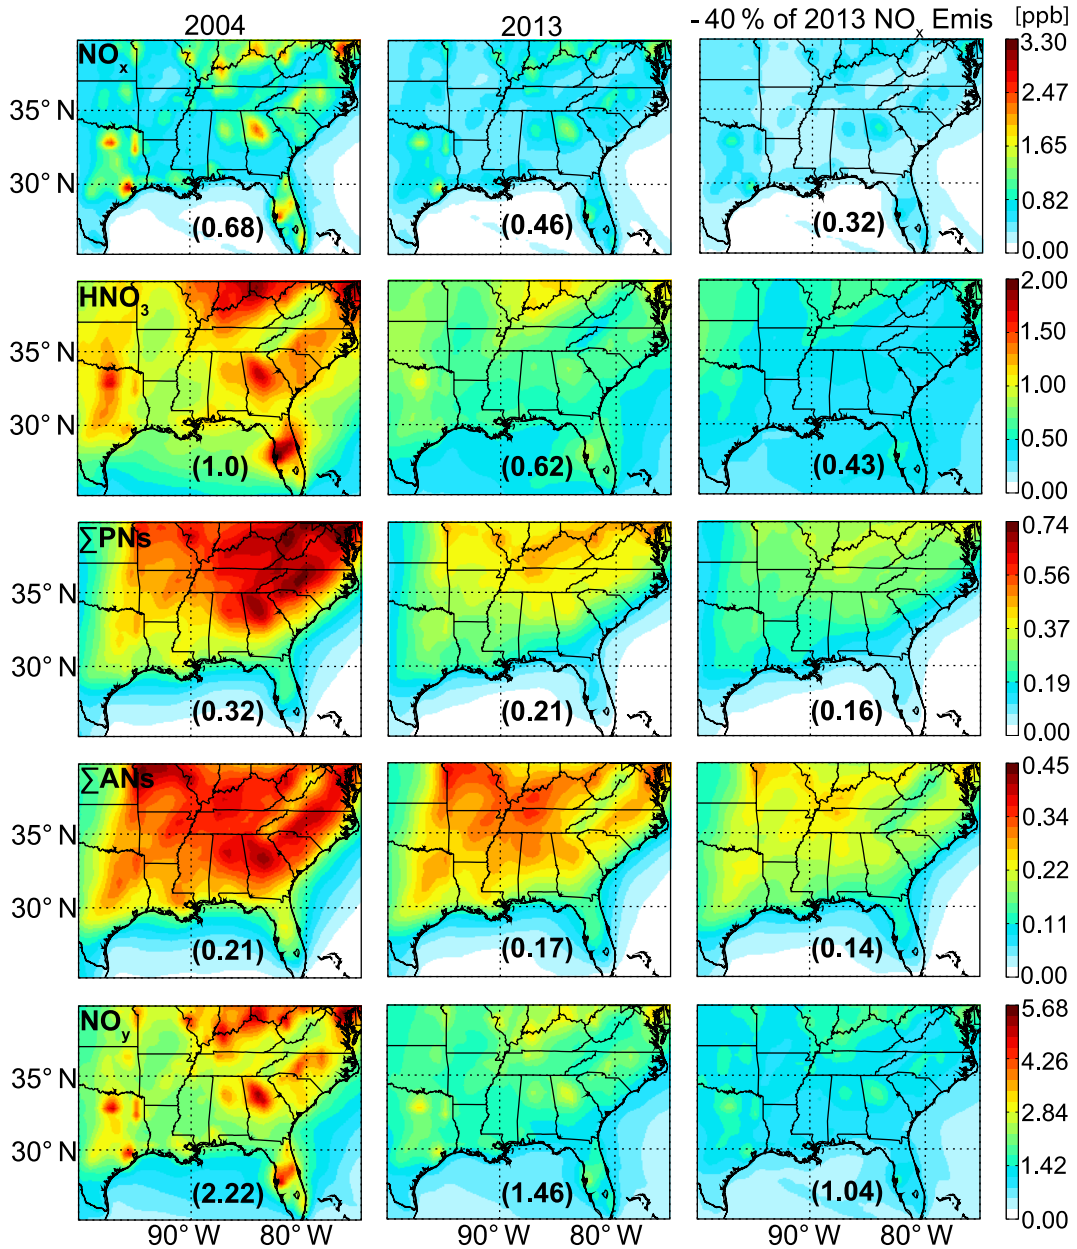 2004 2013 - 40 % of 2013 NOx Emis [ppb]
NOx
35° N
30° N
(0.68) (0.46) (0.32)
3.30
2.47
1.65
0.82
0.00
HNO3
35° N
30° N
(1.0) (0.62) (0.43)
2.00
1.50
1.00
0.50
0.00
∑PNs
35° N
30° N
(0.32) (0.21) (0.16)
0.74
0.56
0.37
0.19
0.00
∑ANs
35° N
30° N
(0.21) (0.17) (0.14)
0.45
0.34
0.22
0.11
0.00
NOy
35° N
30° N
(2.22) (1.46) (1.04)
5.68
4.26
2.84
1.42
0.00
90° W 80° W 90° W 80° W 90° W 80° W